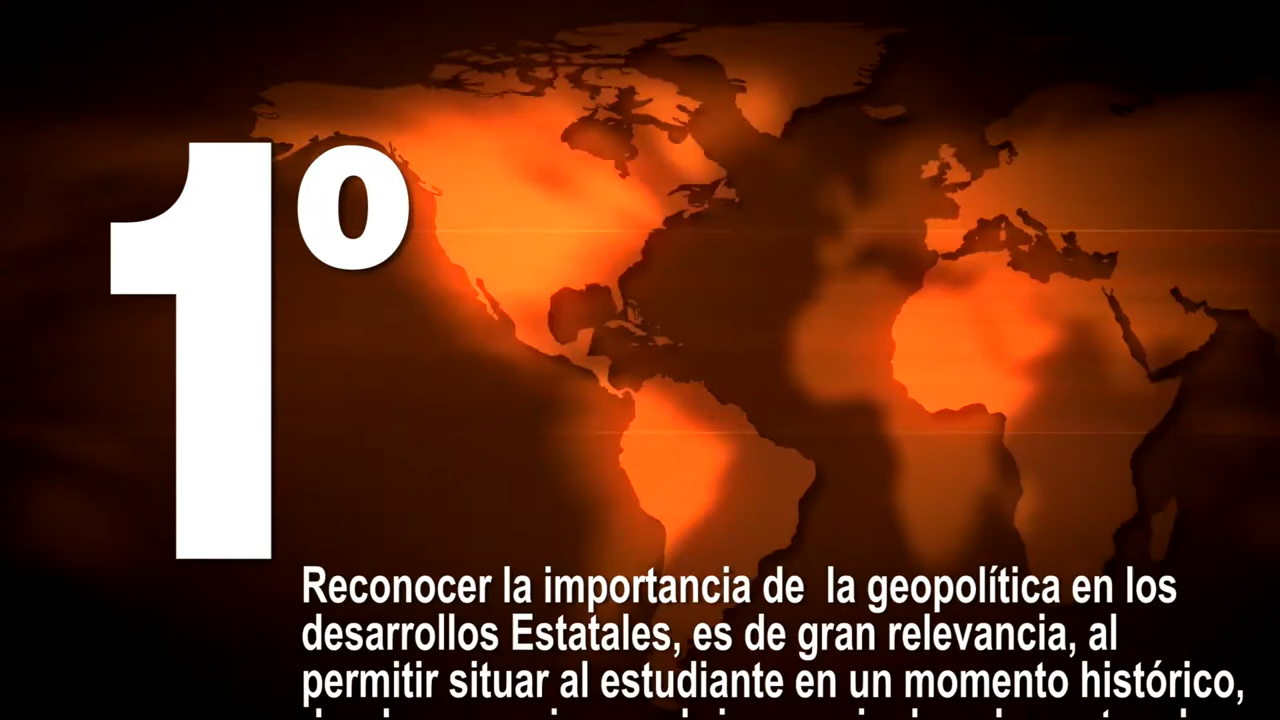 1º
Reconocer la importancia de  la geopolítica en los
desarrollos Estatales, es de gran relevancia, al
permitir situar al estudiante en un momento histórico,